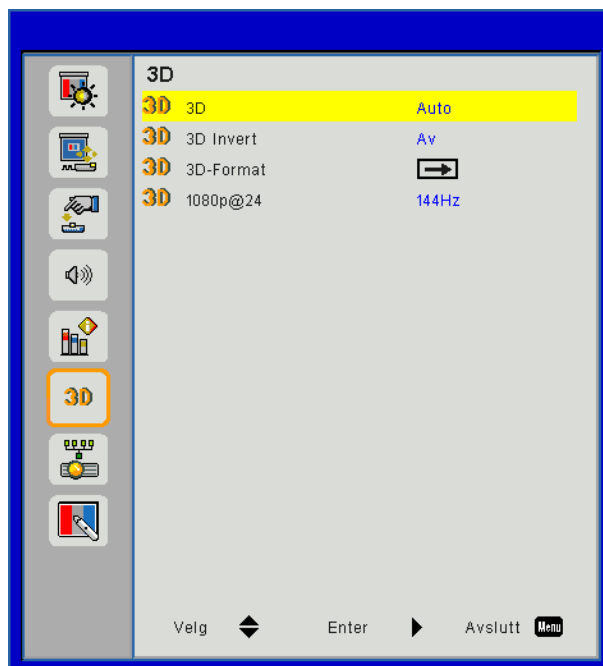 3D
3D 3D Auto
3D 3D Invert Av
3D 3D-Format
3D 1080p@24 144Hz
3D
Velg Enter Avslutt Menu